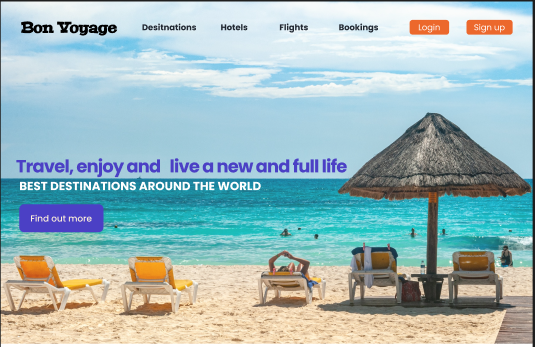 Bon Voyage
Desitnations
Hotels
Flights
Bookings
Login
Sign up
Travel, enjoy and live a new and full life
BEST DESTINATIONS AROUND THE WORLD
Find out more